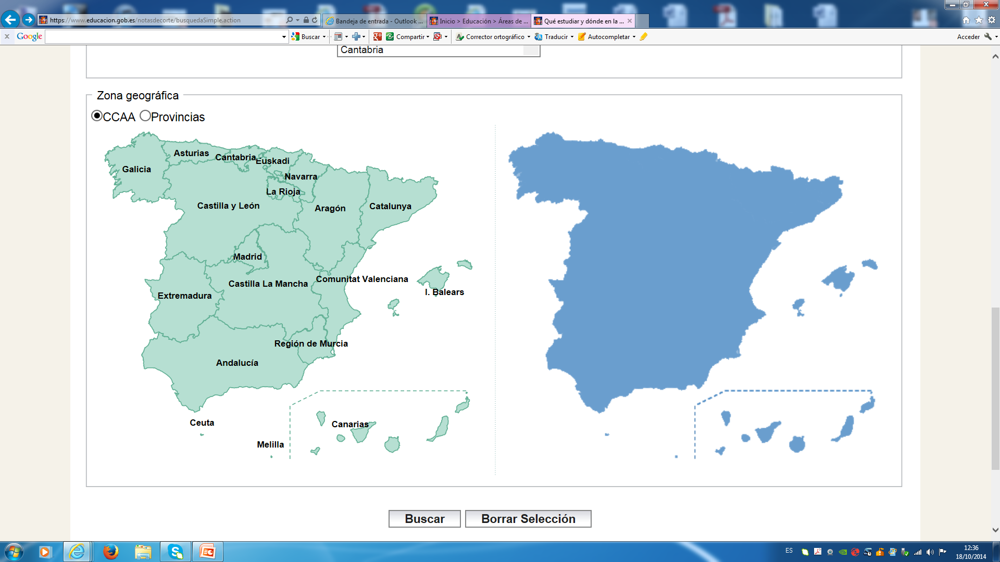 https://www.educacion.gob.es/notasdecorte/busquedaSimple.action
Bandeja de entrada - Outlook ...
Inicio > Educación > Áreas de ...
Qué estudiar y dónde en la ...
x Google
Buscar
Compartir
Corrector ortográfico
Traducir
Autocompletar
Acceder
Cantabria
Zona geográfica
CCAA Provincias
Asturias
Cantabria
Euskadi
Galicia
Navarra
La Rioja
Castilla y León
Aragón
Catalunya
Madrid
Comunitat Valenciana
Castilla La Mancha
I. Balears
Extremadura
Región de Murcia
Andalucía
Ceuta
Canarias
Melilla
Buscar Borrar Selección
ES
12:36
18/10/2014